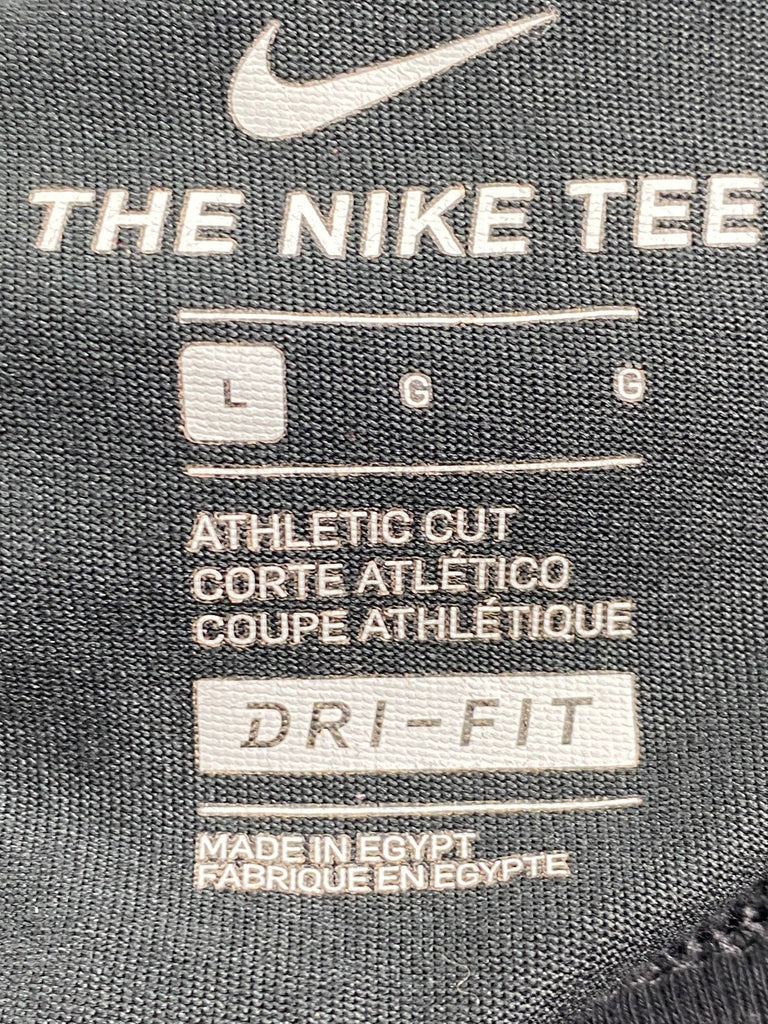 THE NIKE TEE
L G G
ATHLETIC CUT
CORTE ATLÉTICO
COUPE ATHLÉTIQUE
DRI-FIT
MADE IN EGYPT
FABRIQUE EN EGYPTE